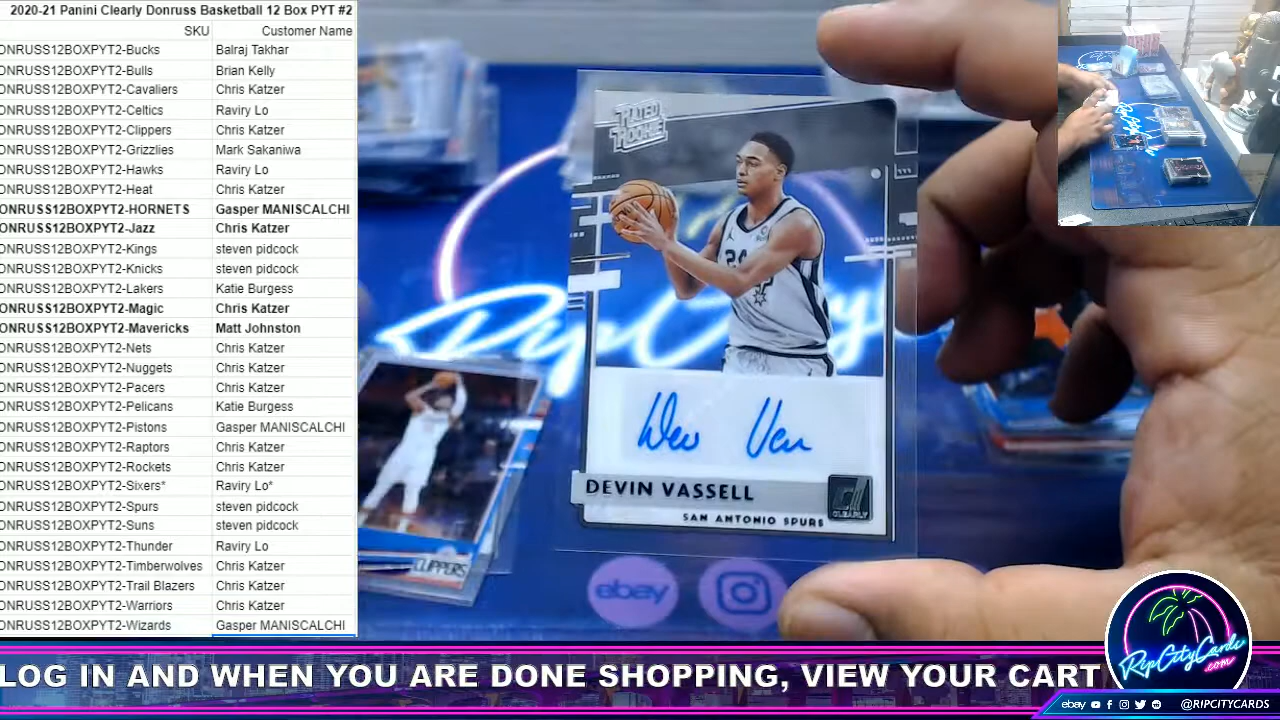 2020-21 Panini Clearly Donruss Basketball 12 Box PYT #2
SKU Customer Name
ONRUSS12BOXPYT2-Bucks Balraj Takhar
ONRUSS12BOXPYT2-Bulls Brian Kelly
ONRUSS12BOXPYT2-Cavaliers Chris Katzer
ONRUSS12BOXPYT2-Celtics Raviry Lo
ONRUSS12BOXPYT2-Clippers Chris Katzer
ONRUSS12BOXPYT2-Grizzlies Mark Sakaniwa
ONRUSS12BOXPYT2-Hawks Raviry Lo
ONRUSS12BOXPYT2-Heat Chris Katzer
ONRUSS12BOXPYT2-HORNETS Gasper MANISCALCHI
ONRUSS12BOXPYT2-Jazz Chris Katzer
ONRUSS12BOXPYT2-Kings steven pidcock
ONRUSS12BOXPYT2-Knicks steven pidcock
ONRUSS12BOXPYT2-Lakers Katie Burgess
ONRUSS12BOXPYT2-Magic Chris Katzer
ONRUSS12BOXPYT2-Mavericks Matt Johnston
ONRUSS12BOXPYT2-Nets Chris Katzer
ONRUSS12BOXPYT2-Nuggets Chris Katzer
ONRUSS12BOXPYT2-Pacers Chris Katzer
ONRUSS12BOXPYT2-Pelicans Katie Burgess
ONRUSS12BOXPYT2-Pistons Gasper MANISCALCHI
ONRUSS12BOXPYT2-Raptors Chris Katzer
ONRUSS12BOXPYT2-Rockets Chris Katzer
ONRUSS12BOXPYT2-Sixers* Raviry Lo*
ONRUSS12BOXPYT2-Spurs steven pidcock
ONRUSS12BOXPYT2-Suns steven pidcock
ONRUSS12BOXPYT2-Thunder Raviry Lo
ONRUSS12BOXPYT2-Timberwolves Chris Katzer
ONRUSS12BOXPYT2-Trail Blazers Chris Katzer
ONRUSS12BOXPYT2-Warriors Chris Katzer
ONRUSS12BOXPYT2-Wizards Gasper MANISCALCHI
RATED
ROOKIE
DEVIN VASSELL
CLEARLY
SAN ANTONIO SPURS
CLIPPERS
ebay
LOG IN AND WHEN YOU ARE DONE SHOPPING, VIEW YOUR CART
RipCityCards
.com
ebay @RIPCITYCARDS